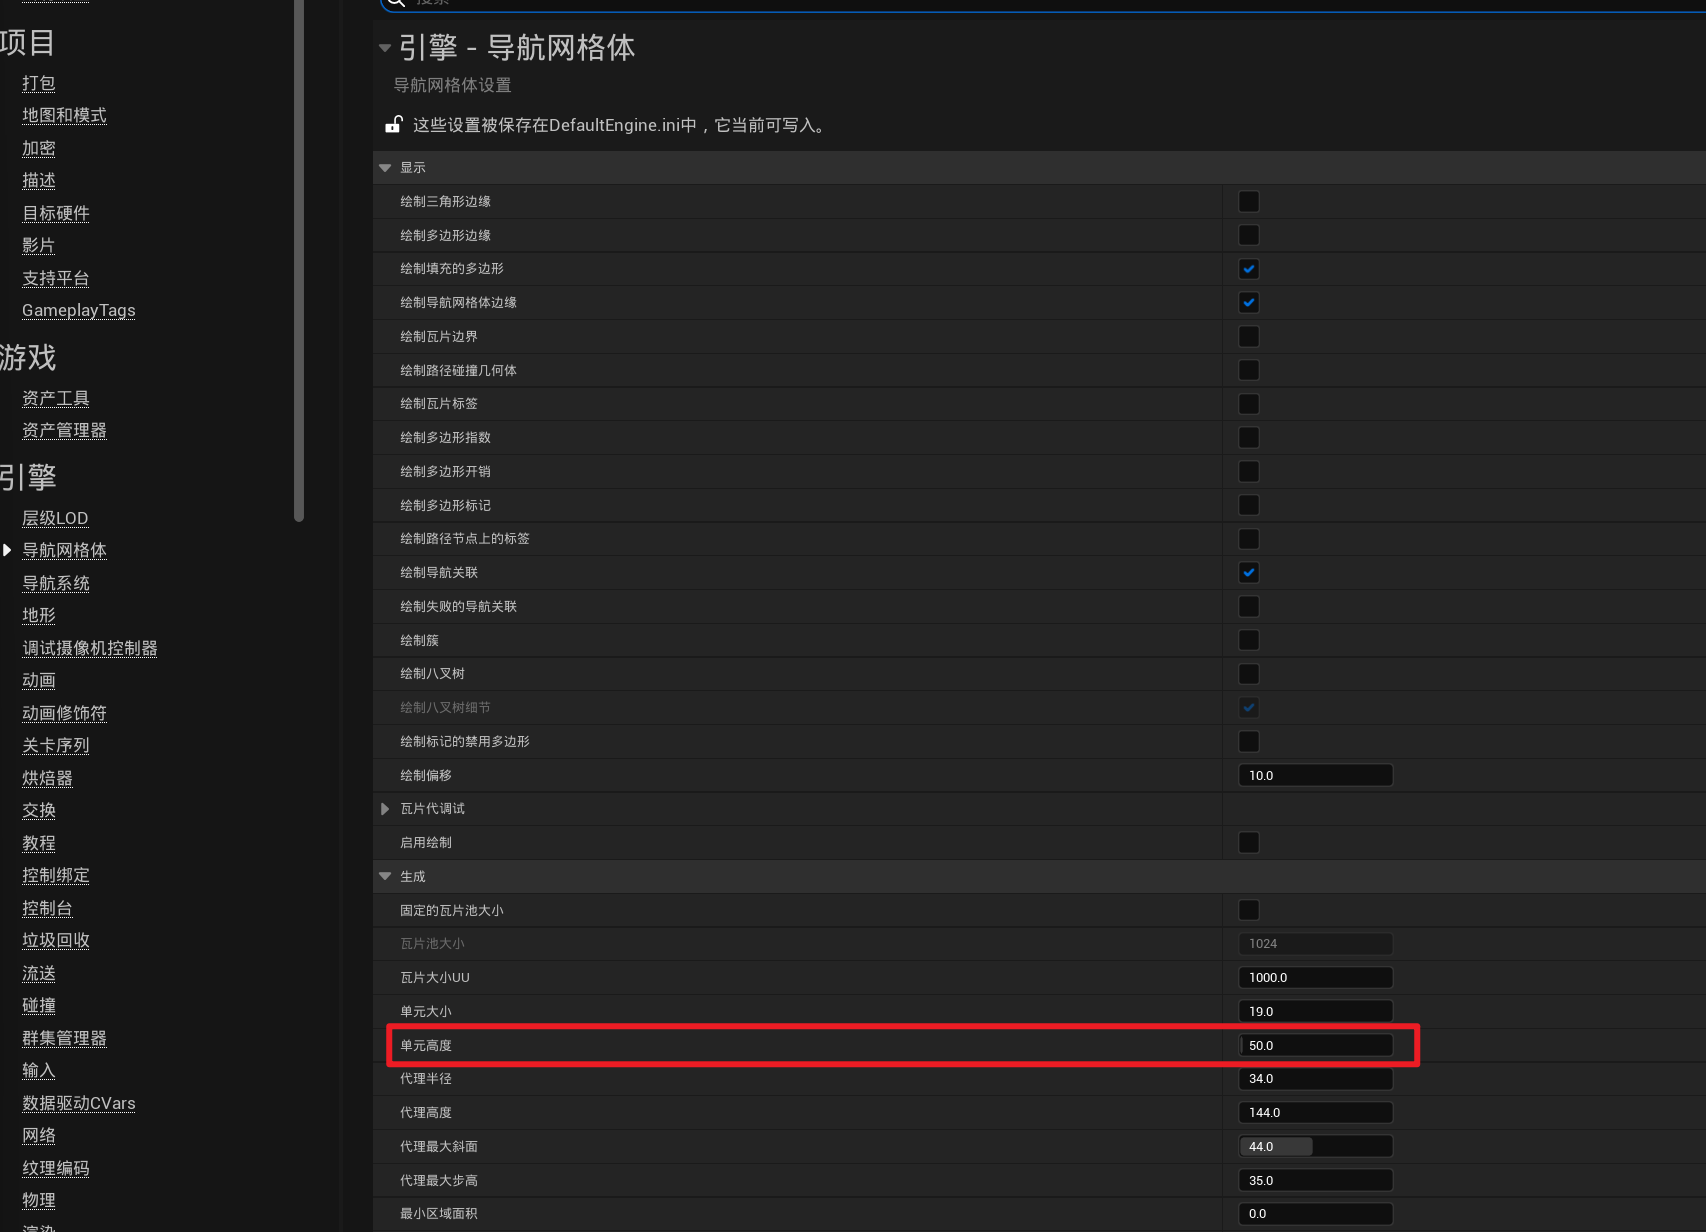 项目
打包
地图和模式
加密
描述
目标硬件
影片
支持平台
GameplayTags
游戏
资产工具
资产管理器
引擎
层级LOD
导航网格体
导航系统
地形
调试摄像机控制器
动画
动画修饰符
关卡序列
烘焙器
交换
教程
控制绑定
控制台
垃圾回收
流送
碰撞
群集管理器
输入
数据驱动CVars
网络
纹理编码
物理
渲染
搜索
引擎 - 导航网格体
导航网格体设置
这些设置被保存在DefaultEngine.ini中，它当前可写入。
显示
绘制三角形边缘
绘制多边形边缘
绘制填充的多边形
绘制导航网格体边缘
绘制瓦片边界
绘制路径碰撞几何体
绘制瓦片标签
绘制多边形指数
绘制多边形开销
绘制多边形标记
绘制路径节点上的标签
绘制导航关联
绘制失败的导航关联
绘制簇
绘制八叉树
绘制八叉树细节
绘制标记的禁用多边形
绘制偏移 10.0
瓦片代调试
启用绘制
生成
固定的瓦片池大小
瓦片池大小 1024
瓦片大小UU 1000.0
单元大小 19.0
单元高度 50.0
代理半径 34.0
代理高度 144.0
代理最大斜面 44.0
代理最大步高 35.0
最小区域面积 0.0